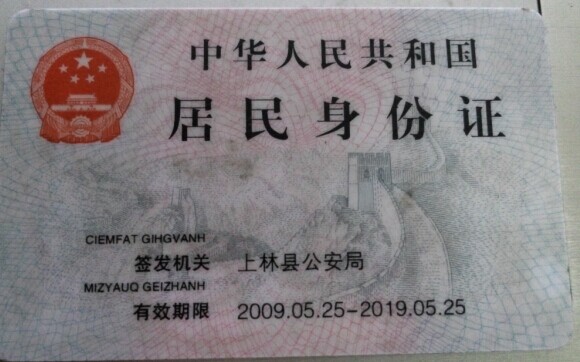 中华人民共和国
居民身份证
CIEMFAT GIHGVANH
签发机关 上林县公安局
MIZYAUQ GEIZHANH
有效期限 2009.05.25-2019.05.25